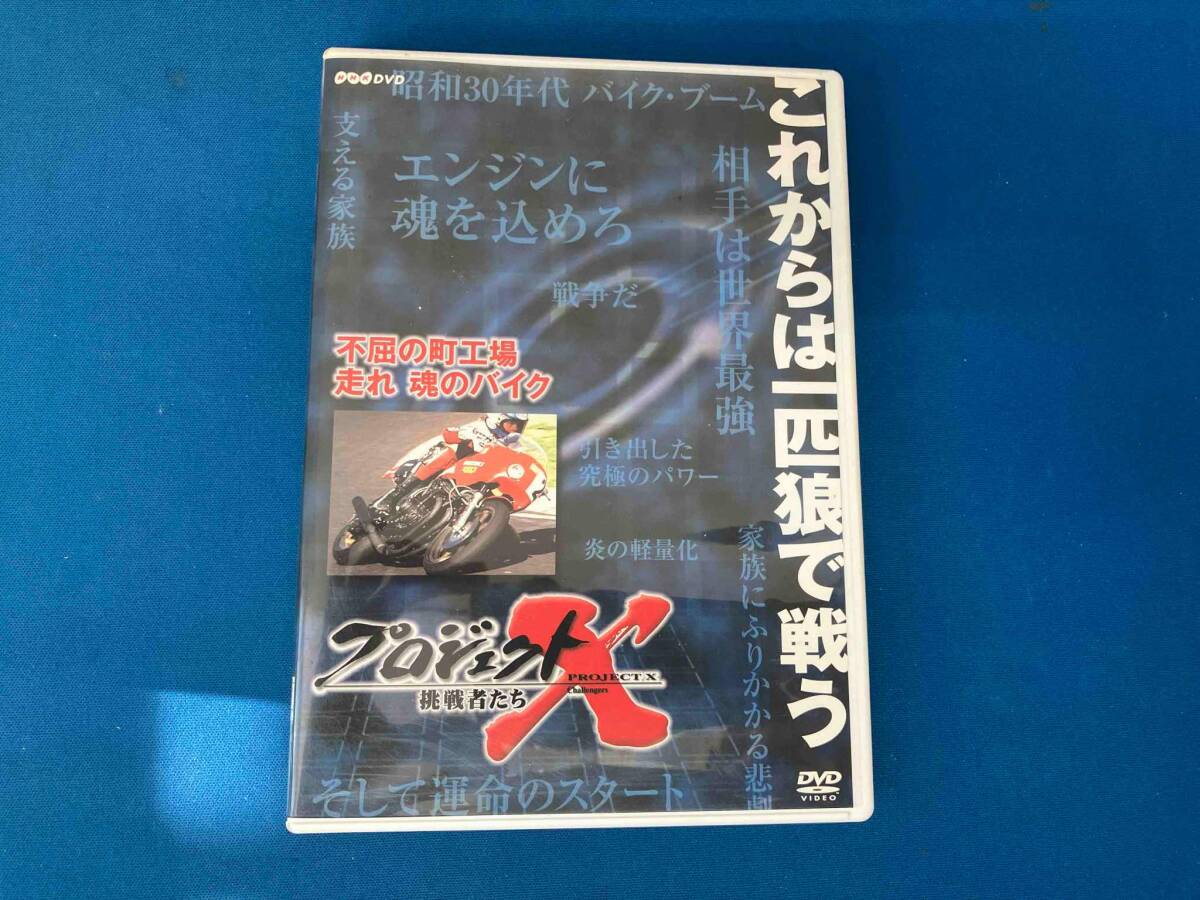 NHK DVD
昭和30年代 バイク・ブーム
これからは一匹狼で戦う
支える家族
エンジンに
魂を込めろ
相手は世界最強
戦争だ
不屈の町工場
走れ 魂のバイク
引き出した
究極のパワー
炎の軽量化
家族にふりかかる悲劇
プロジェクトX
PROJECT X
Challengers
挑戦者たち
そして運命のスタート
DVD
VIDEO